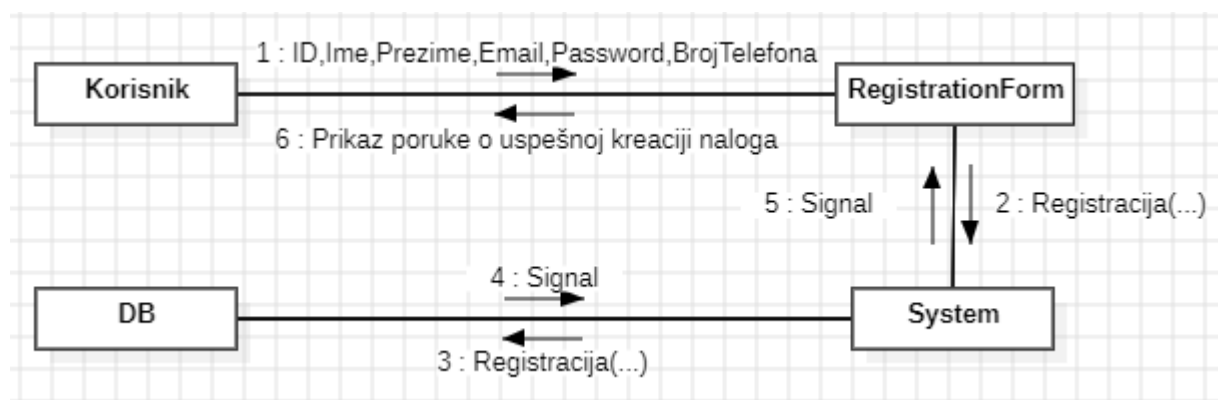 1 : ID,Ime,Prezime,Email,Password,BrojTelefona
Korisnik
RegistrationForm
6 : Prikaz poruke o uspešnoj kreaciji naloga
5 : Signal
2 : Registracija(...)
4 : Signal
DB
System
3 : Registracija(...)